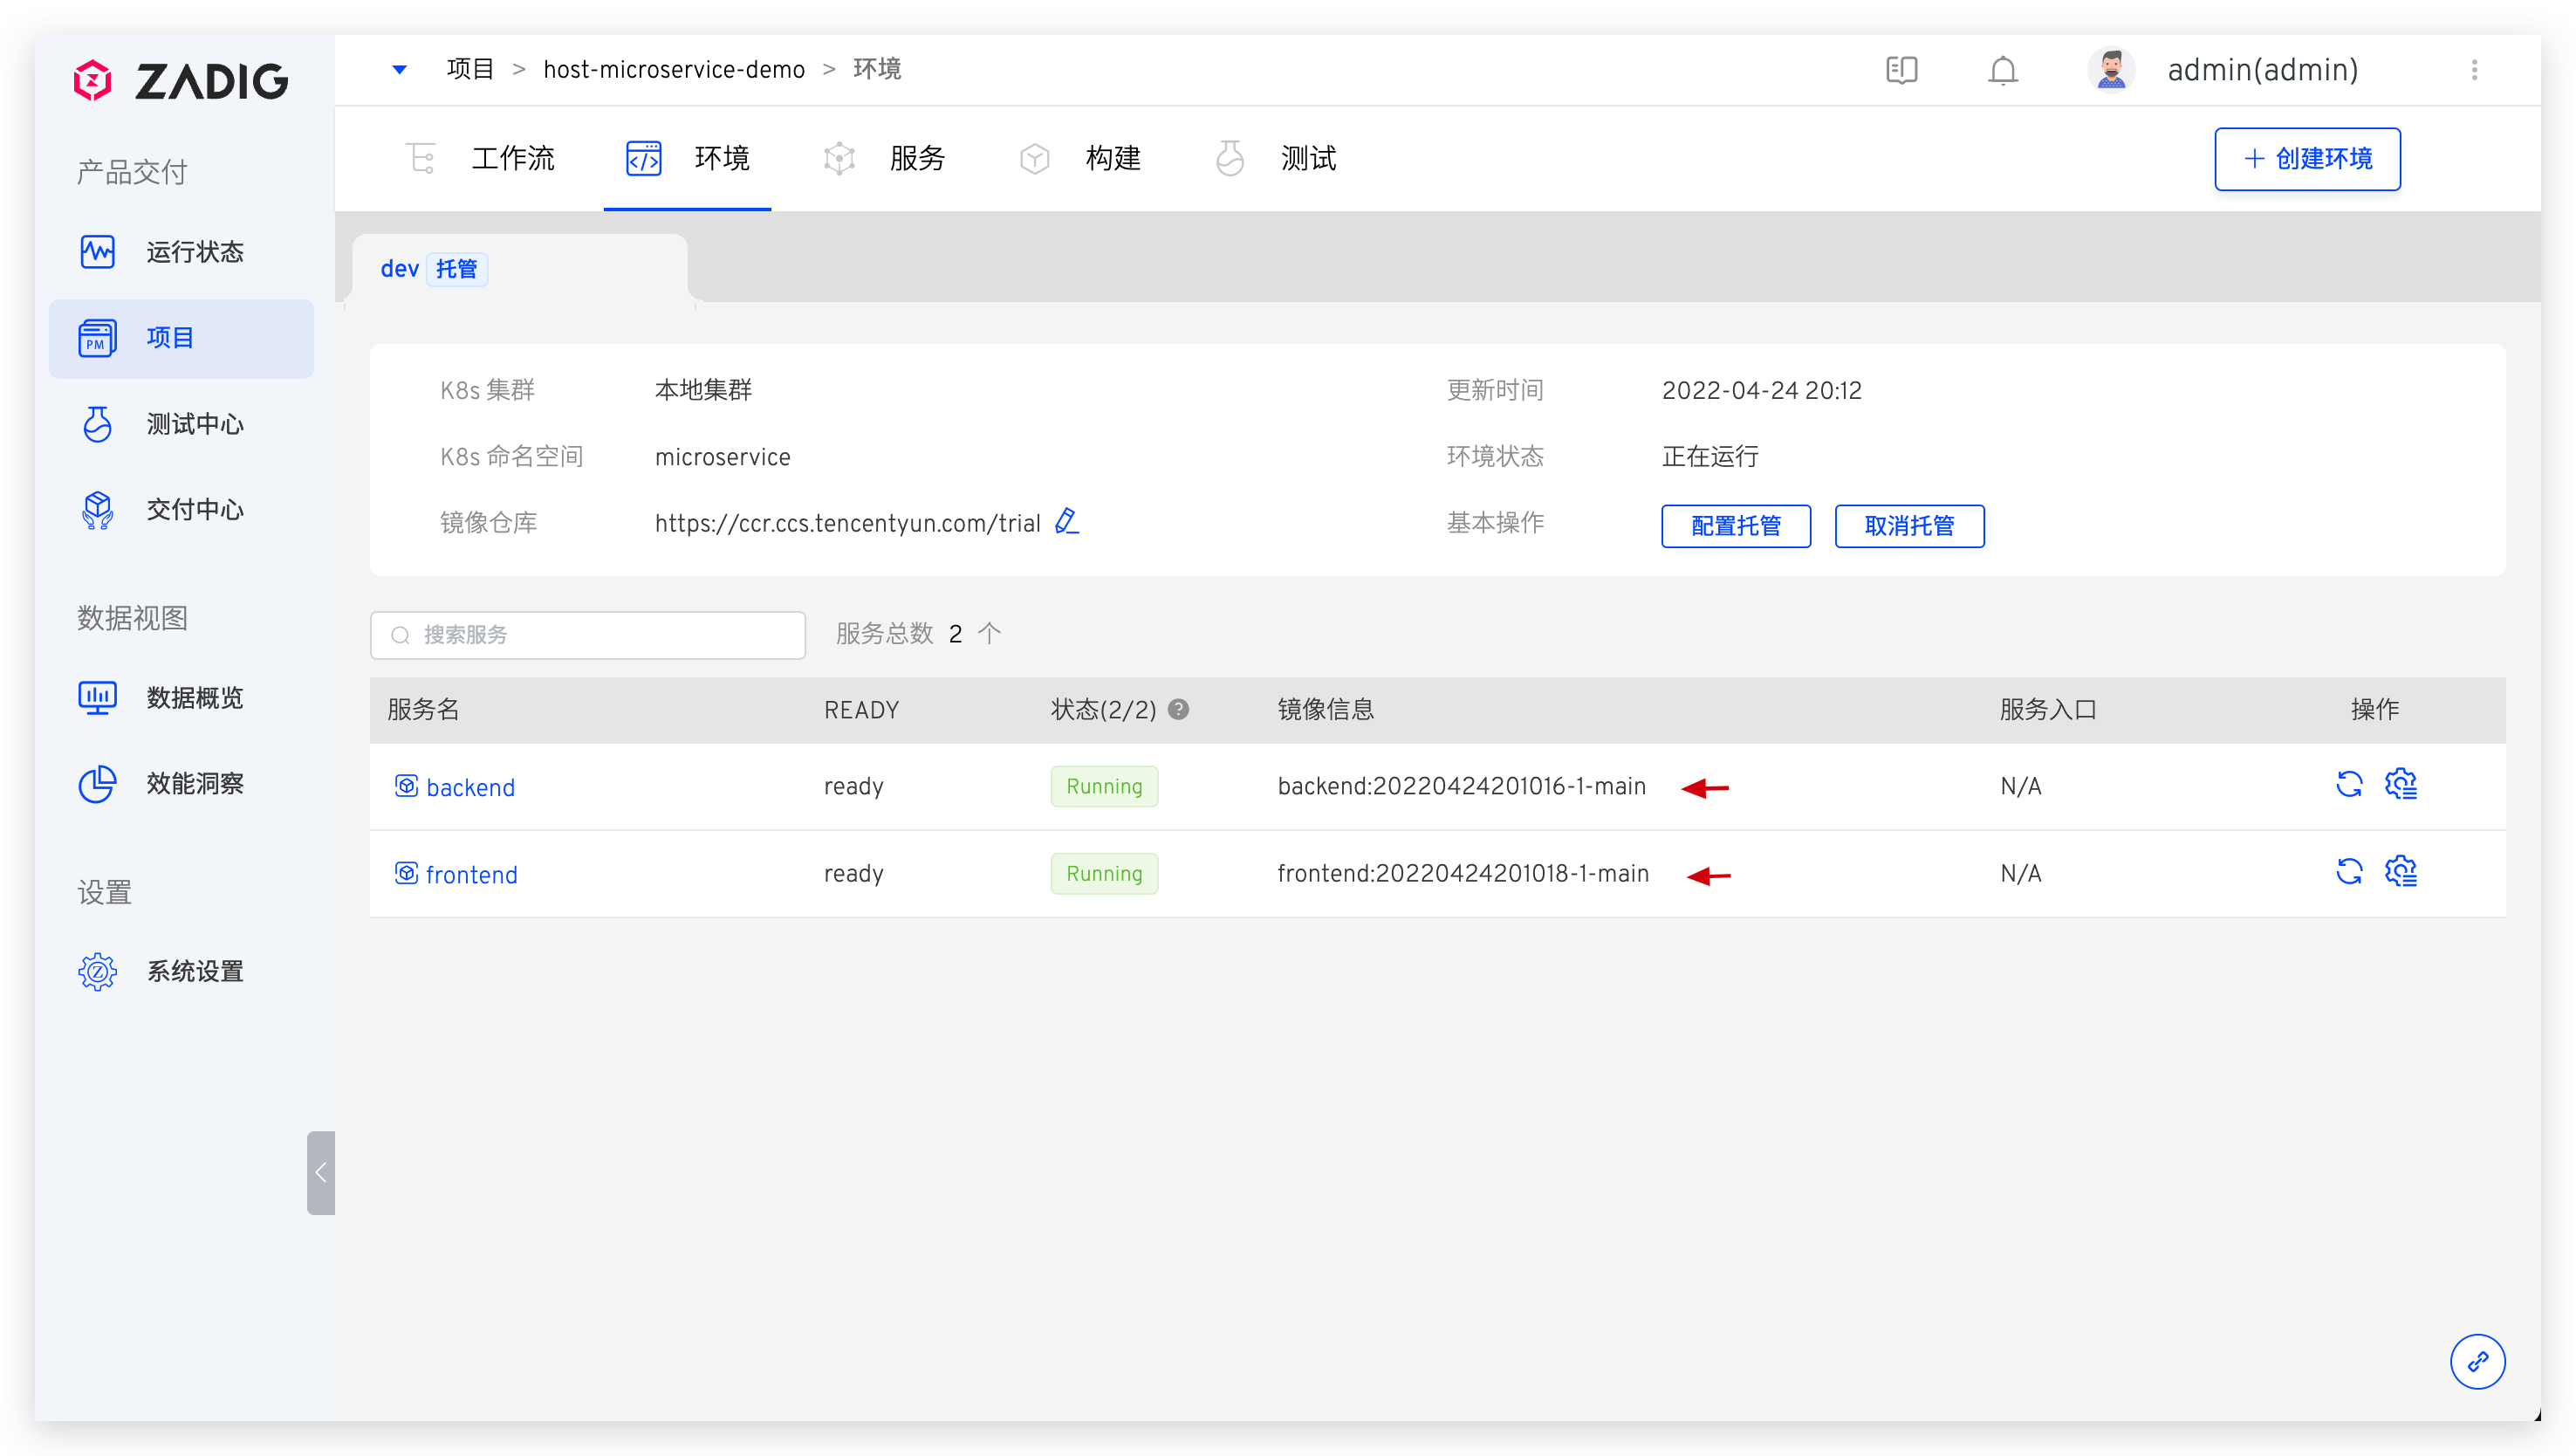 ZADIG
项目 > host-microservice-demo > 环境
admin(admin)
产品交付
运行状态
PM 项目
测试中心
交付中心
数据视图
数据概览
效能洞察
设置
系统设置
工作流 环境 服务 构建 测试
+ 创建环境
dev 托管
K8s 集群 本地集群 更新时间 2022-04-24 20:12
K8s 命名空间 microservice 环境状态 正在运行
镜像仓库 https://ccr.ccs.tencentyun.com/trial 基本操作 配置托管 取消托管
搜索服务 服务总数 2 个
服务名 READY 状态(2/2) ? 镜像信息 服务入口 操作
backend ready Running backend:20220424201016-1-main N/A
frontend ready Running frontend:20220424201018-1-main N/A